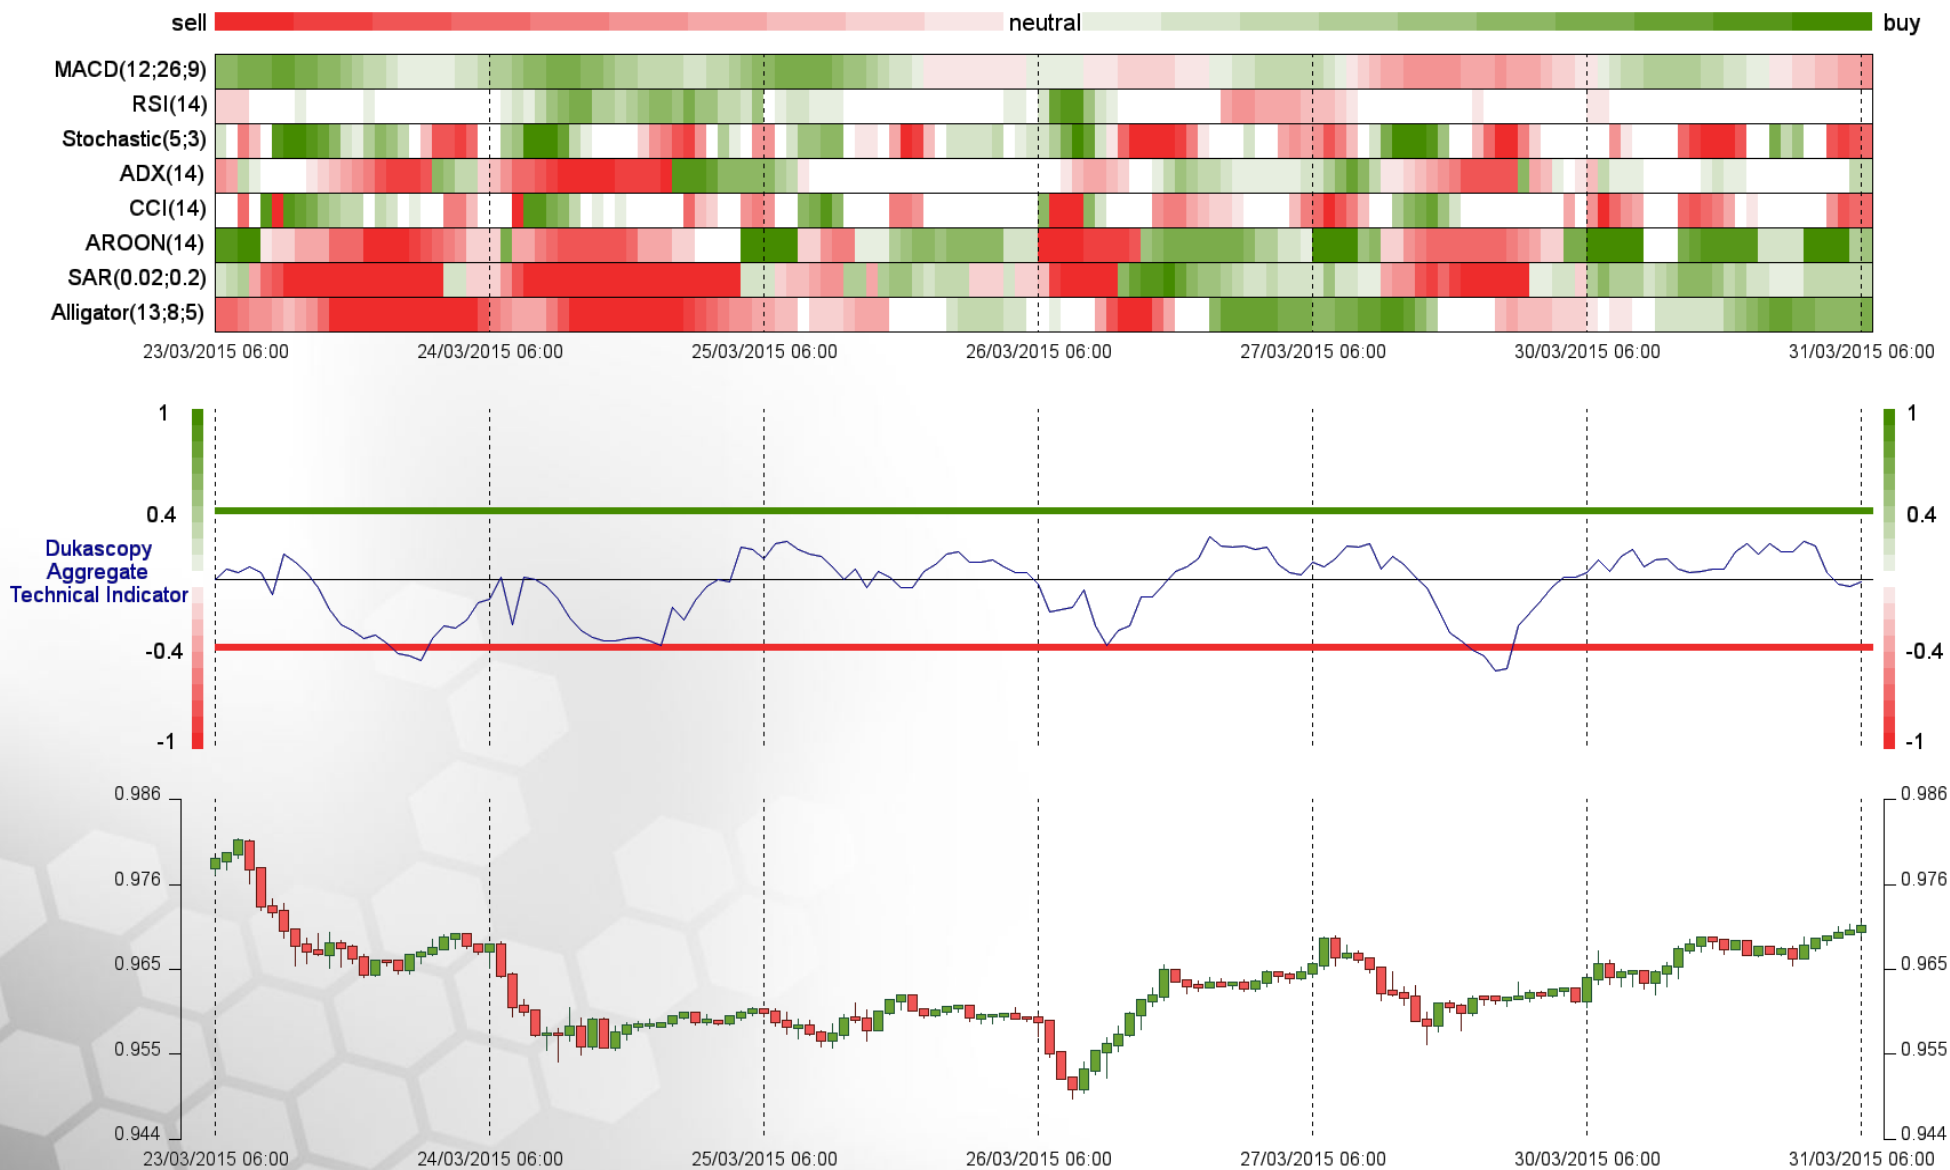 sell neutral buy
MACD(12;26;9)
RSI(14)
Stochastic(5;3)
ADX(14)
CCI(14)
AROON(14)
SAR(0.02;0.2)
Alligator(13;8;5)
23/03/2015 06:00 24/03/2015 06:00 25/03/2015 06:00 26/03/2015 06:00 27/03/2015 06:00 30/03/2015 06:00 31/03/2015 06:00
1 1
0.4 0.4
Dukascopy
Aggregate
Technical Indicator
-0.4 -0.4
-1 -1
0.986 0.986
0.976 0.976
0.965 0.965
0.955 0.955
0.944 0.944
23/03/2015 06:00 24/03/2015 06:00 25/03/2015 06:00 26/03/2015 06:00 27/03/2015 06:00 30/03/2015 06:00 31/03/2015 06:00